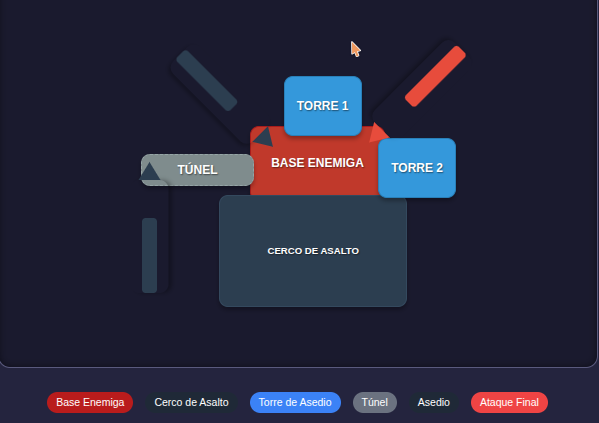 TORRE 1
BASE ENEMIGA
TORRE 2
TÚNEL
CERCO DE ASALTO
Base Enemiga
Cerco de Asalto
Torre de Asedio
Túnel
Asedio
Ataque Final